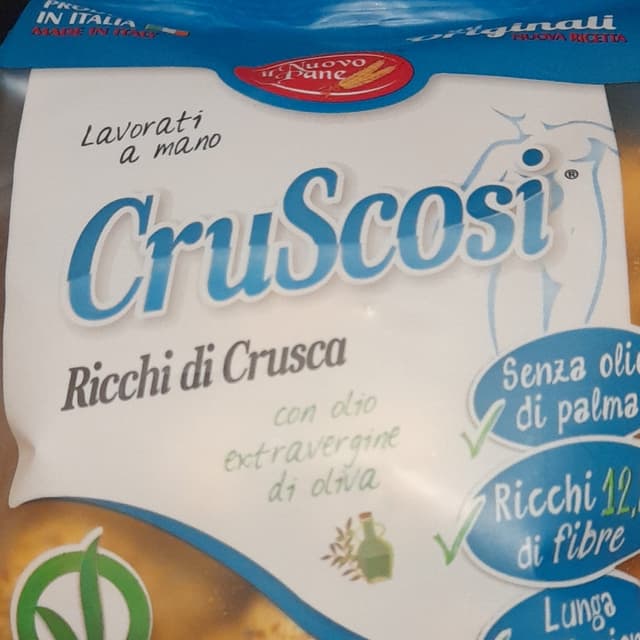 IN ITALIA
MADE IN ITALY
Originali
NUOVA RICETTA
Nuovo
il Pane
Lavorati
a mano
CruScosi®
Ricchi di Crusca
con olio
extravergine
di oliva
Senza
di palma
Ricchi
di fibre
Lunga